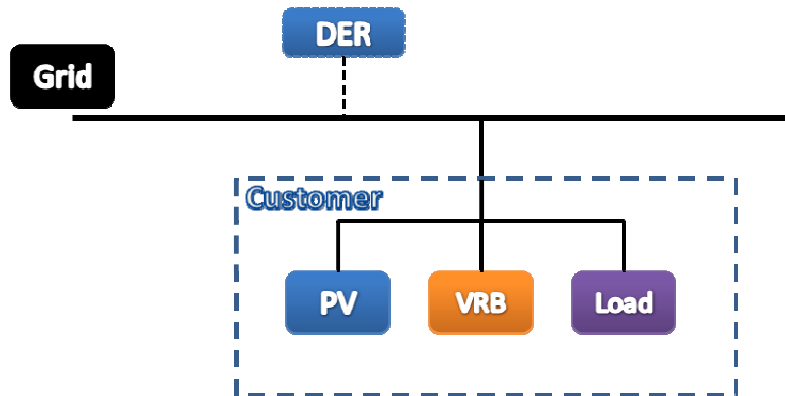 DER
Grid
Customer
PV
VRB
Load